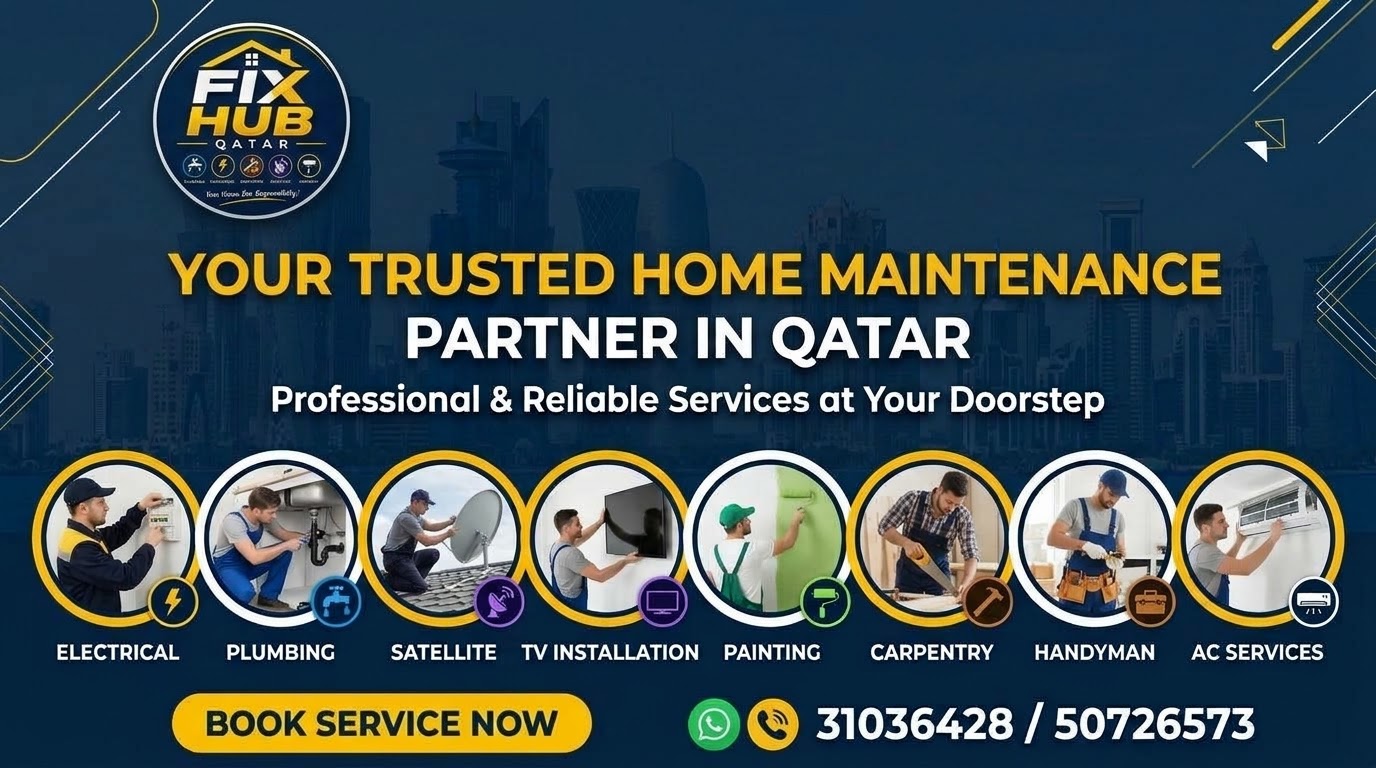 FIX
HUB
QATAR
YOUR TRUSTED HOME MAINTENANCE
PARTNER IN QATAR
Professional & Reliable Services at Your Doorstep
ELECTRICAL
PLUMBING
SATELLITE
TV INSTALLATION
PAINTING
CARPENTRY
HANDYMAN
AC SERVICES
BOOK SERVICE NOW
31036428 / 50726573